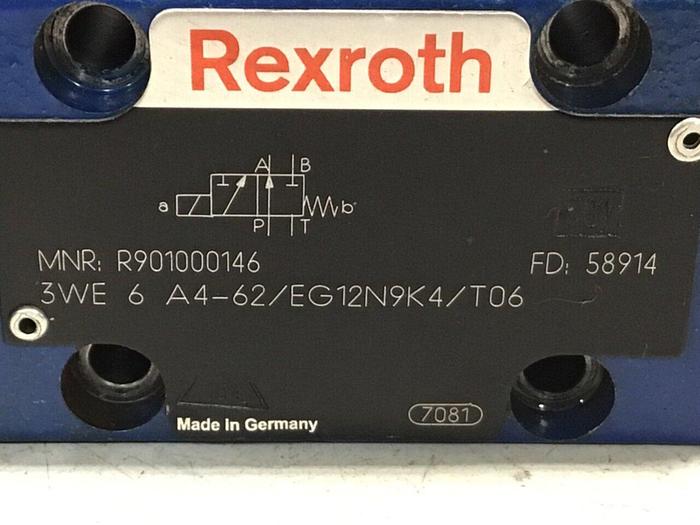 Rexroth
A B
a b
P T
MNR: R901000146 FD: 58914
3WE 6 A4-62/EG12N9K4/T06
Made in Germany 7081